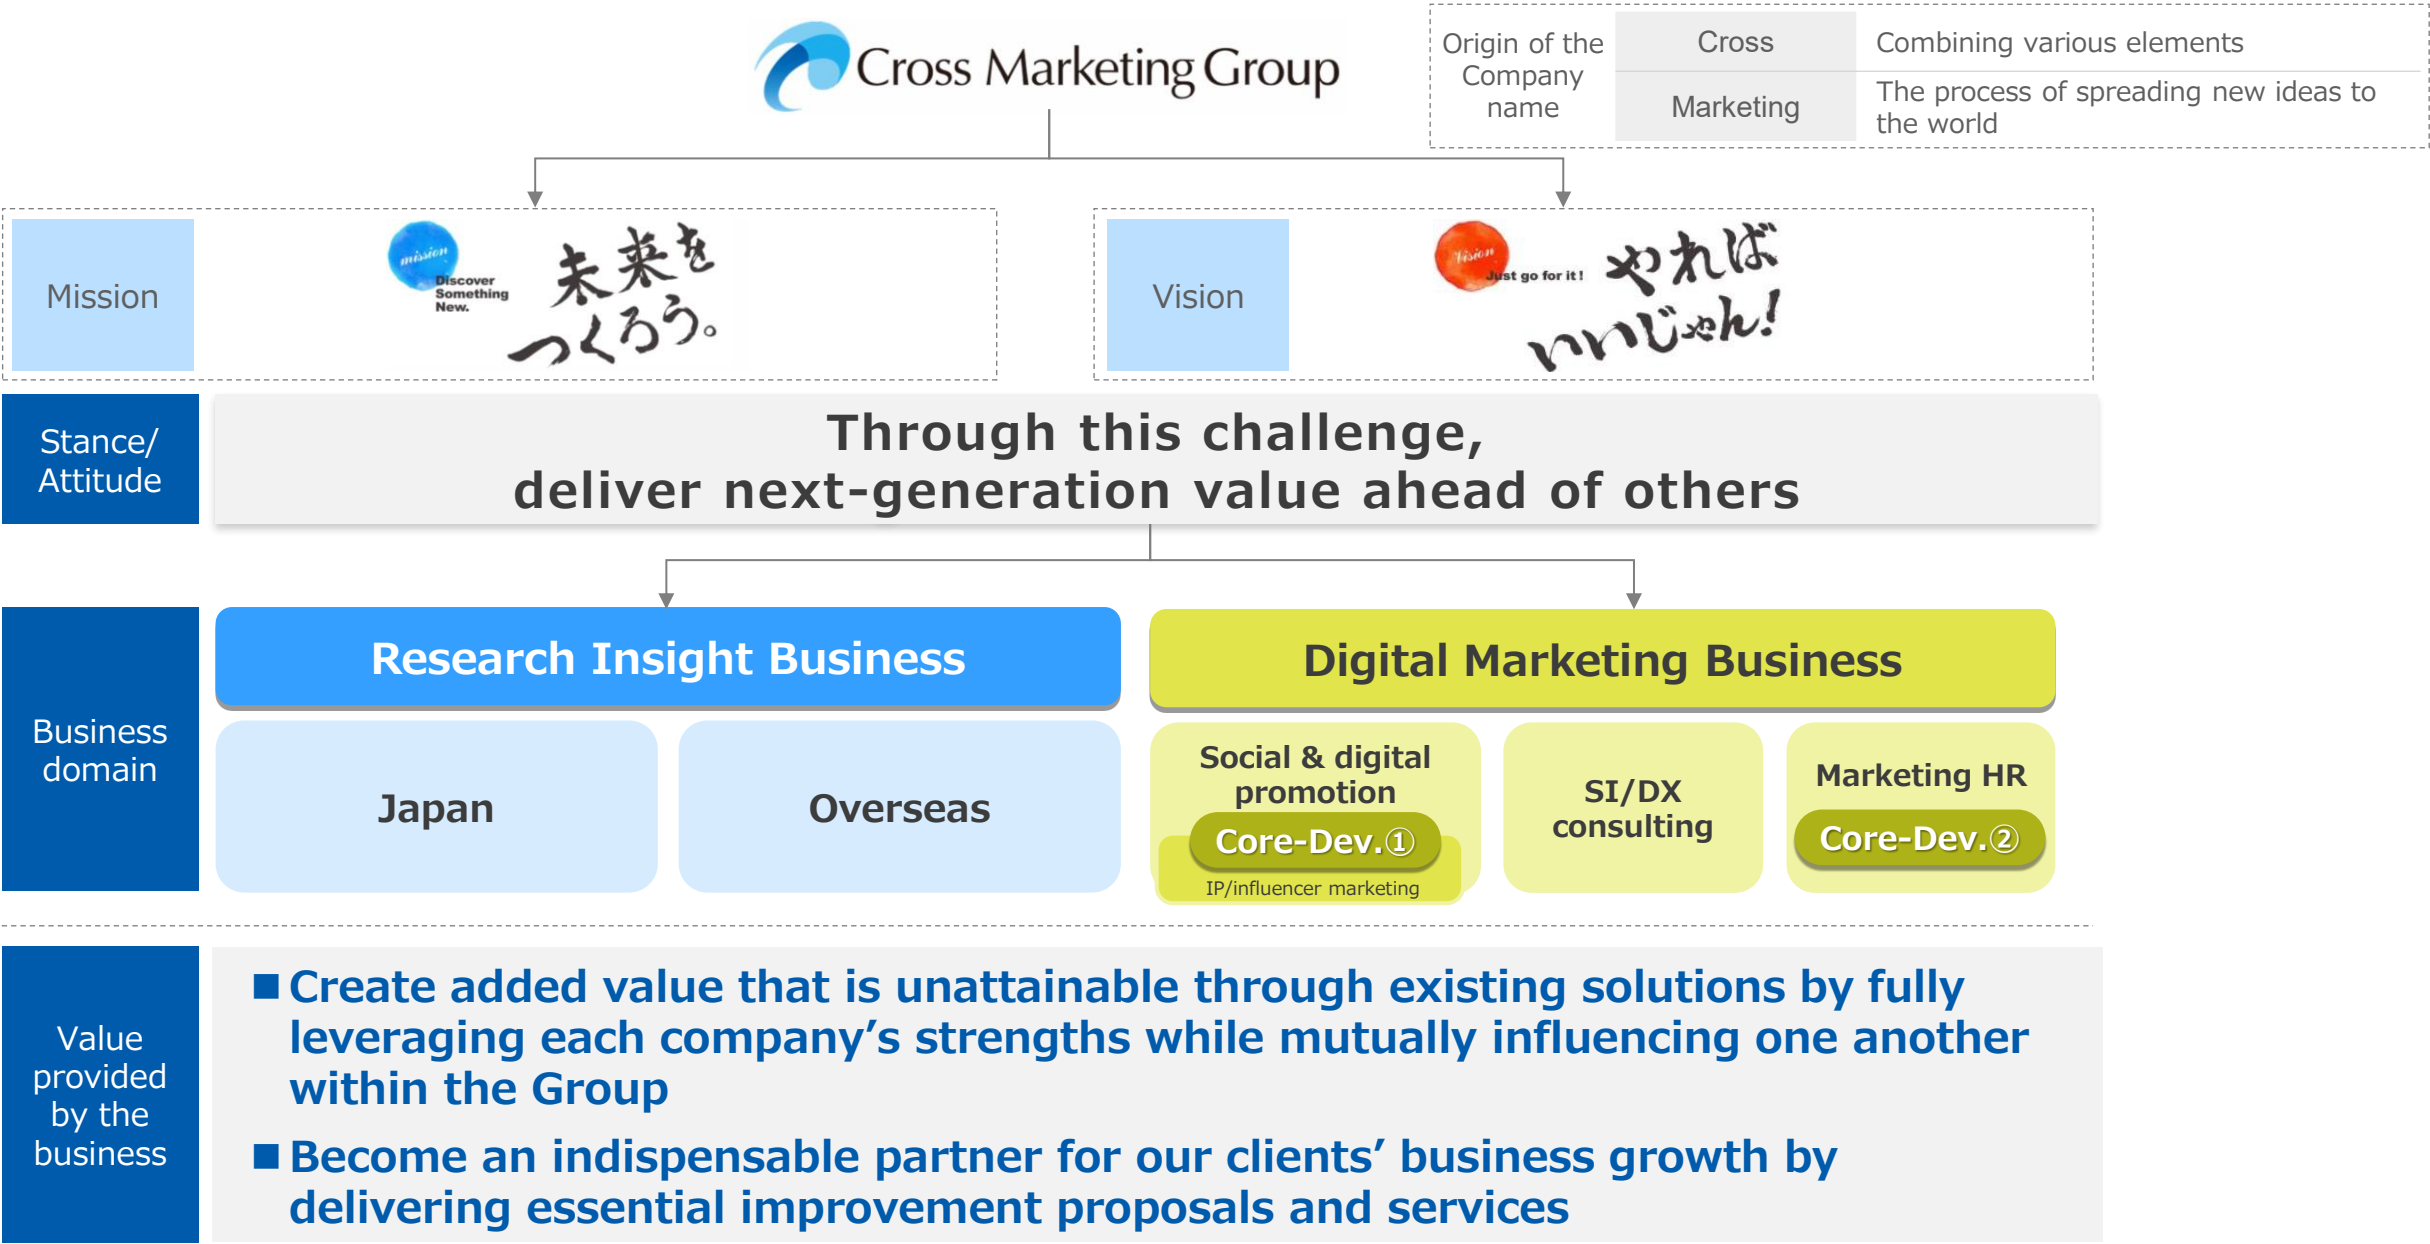 Cross Marketing Group
Origin of the
Company
name
Cross
Combining various elements
Marketing
The process of spreading new ideas to
the world
Mission
mission
Discover
Something
New.
未来を
つくろう。
Vision
Vision
Just go for it!
やれば
いいじゃん!
Stance/
Attitude
Through this challenge,
deliver next-generation value ahead of others
Business
domain
Research Insight Business
Japan
Overseas
Digital Marketing Business
Social & digital
promotion
Core-Dev.①
IP/influencer marketing
SI/DX
consulting
Marketing HR
Core-Dev.②
Value
provided
by the
business
■ Create added value that is unattainable through existing solutions by fully
leveraging each company’s strengths while mutually influencing one another
within the Group
■ Become an indispensable partner for our clients’ business growth by
delivering essential improvement proposals and services